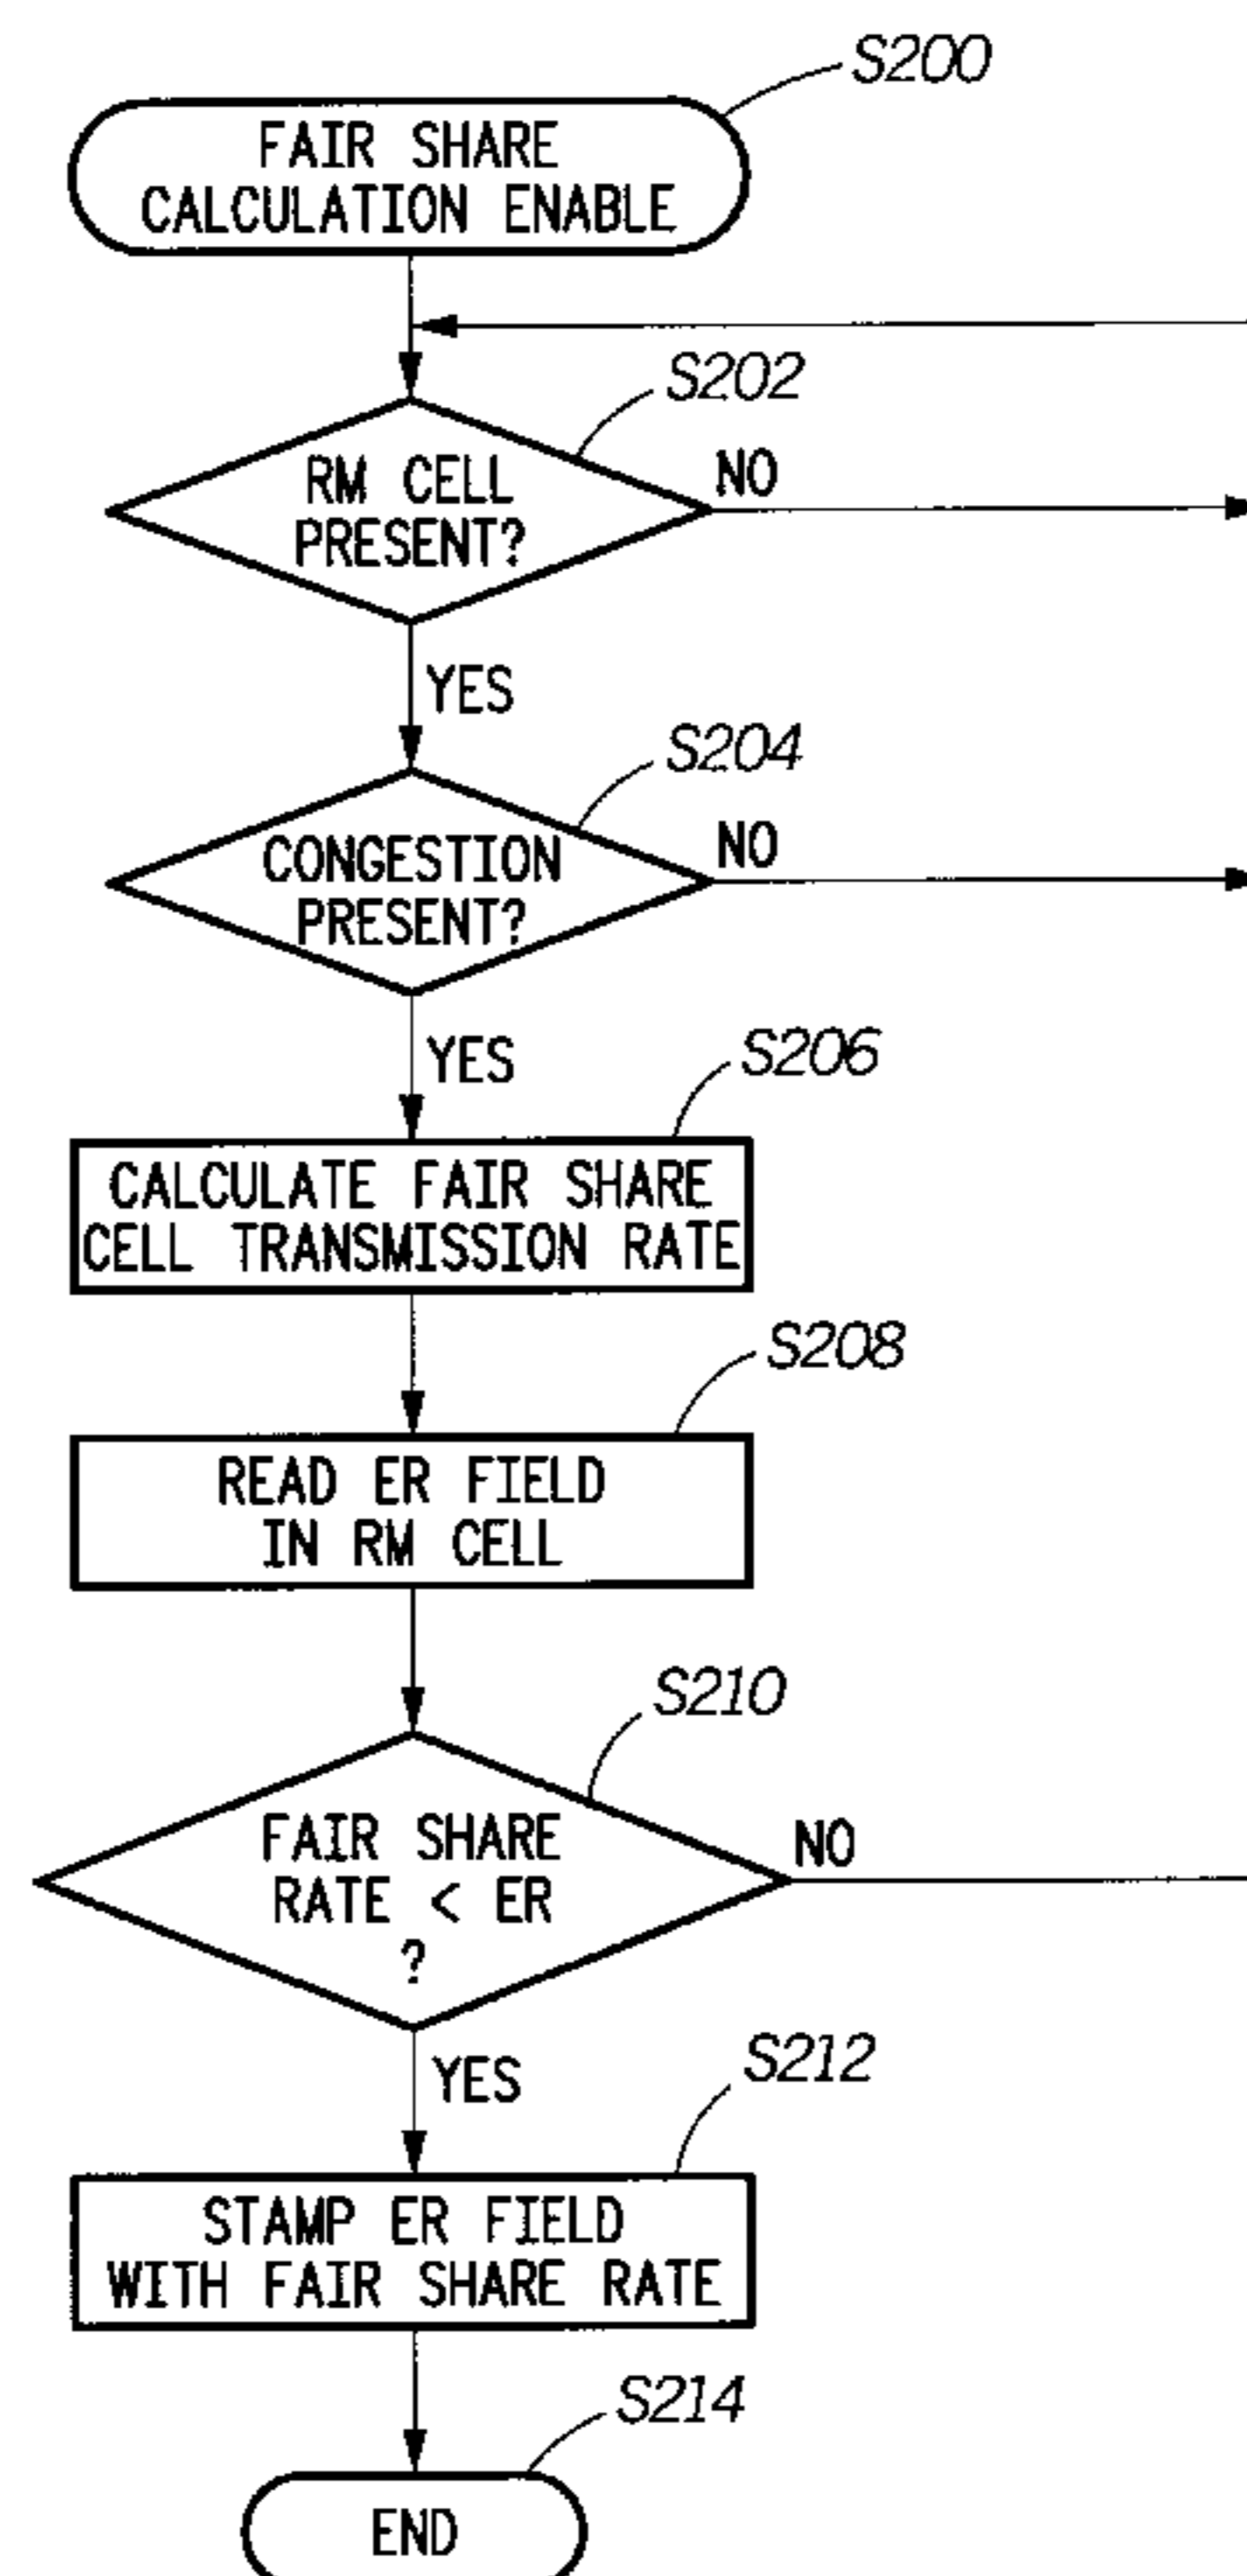 S200
FAIR SHARE
CALCULATION ENABLE
S202
RM CELL
PRESENT?
NO
YES
S204
CONGESTION
PRESENT?
NO
YES
S206
CALCULATE FAIR SHARE
CELL TRANSMISSION RATE
S208
READ ER FIELD
IN RM CELL
S210
FAIR SHARE
RATE < ER
?
NO
YES
S212
STAMP ER FIELD
WITH FAIR SHARE RATE
S214
END